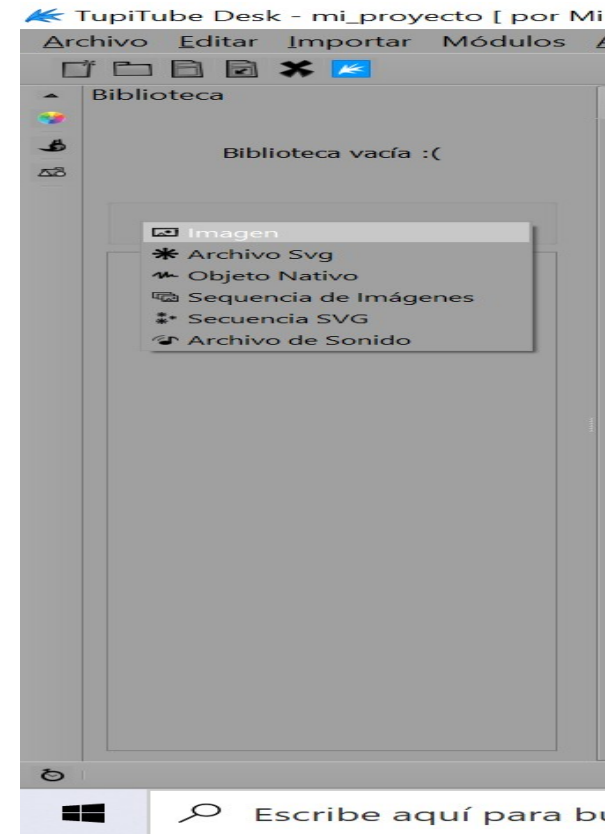 TupiTube Desk - mi_proyecto [ por Mi
Archivo Editar Importar Módulos
Biblioteca
Biblioteca vacía :(
Imagen
Archivo Svg
Objeto Nativo
Sequencia de Imágenes
Secuencia SVG
Archivo de Sonido
Escribe aquí para bu